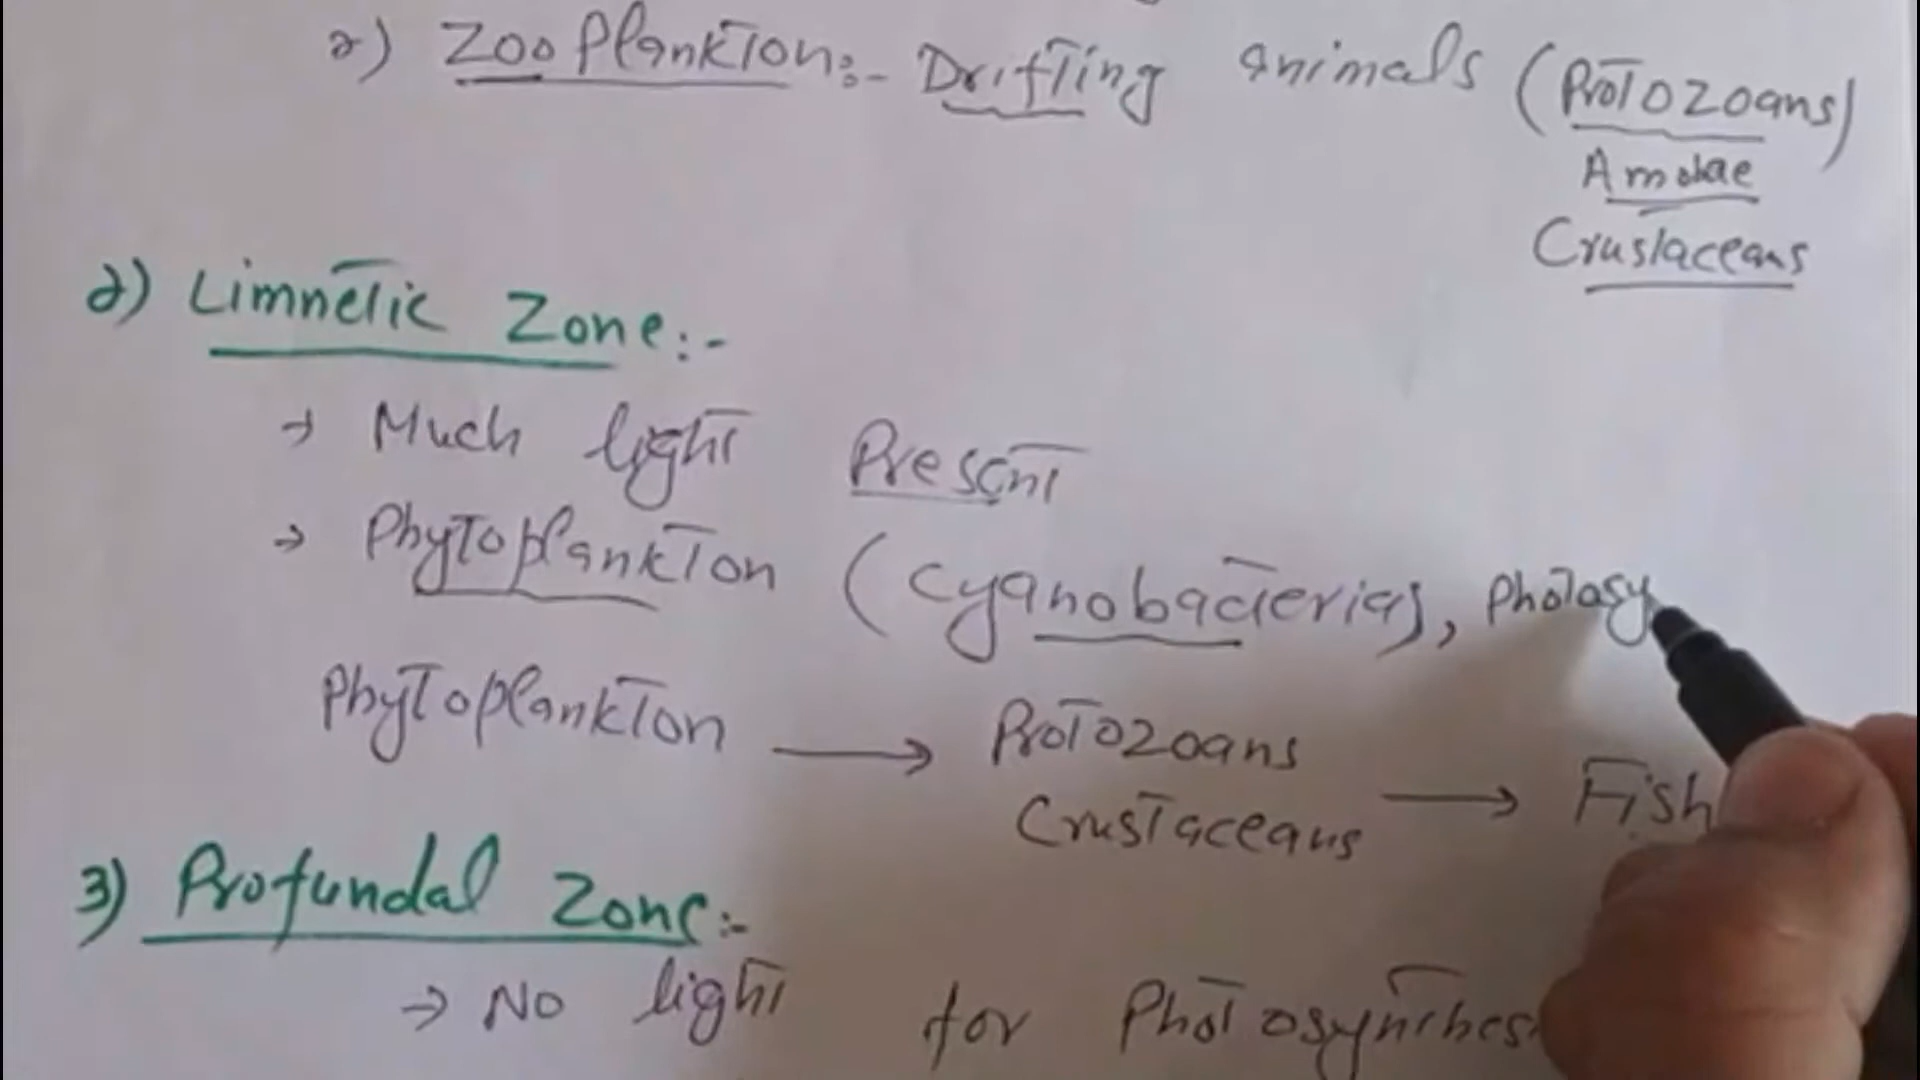 2) Zooplankton:- Drifting animals (Protozoans)
Amobae
Crustaceans
2) Limnetic Zone:-
→ Much light Present
→ Phytoplankton (Cyanobacterias, Photosy
Phytoplankton → Protozoans
Crustaceans → Fish
3) Profundal Zone:-
→ No light for Photosynthes